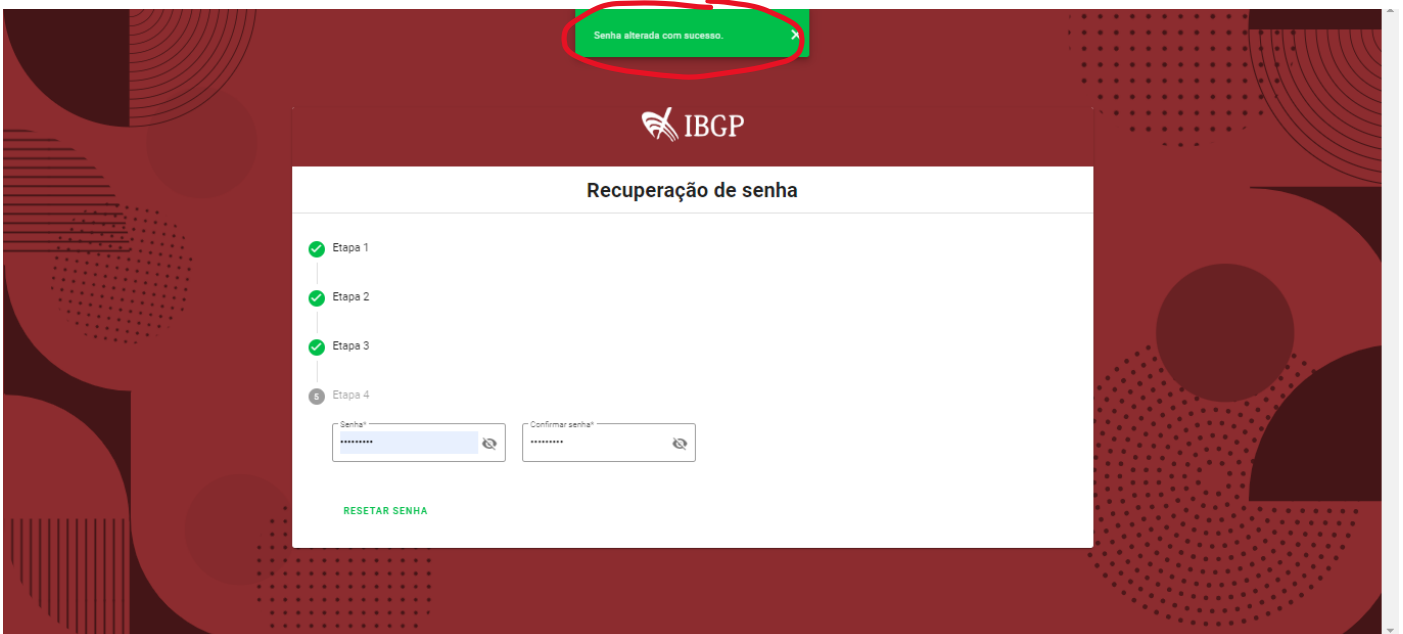 Senha alterada com sucesso.
IBGP
Recuperação de senha
Etapa 1
Etapa 2
Etapa 3
5 Etapa 4
Senha* Confirmar senha*
••••••••• •••••••••
RESETAR SENHA